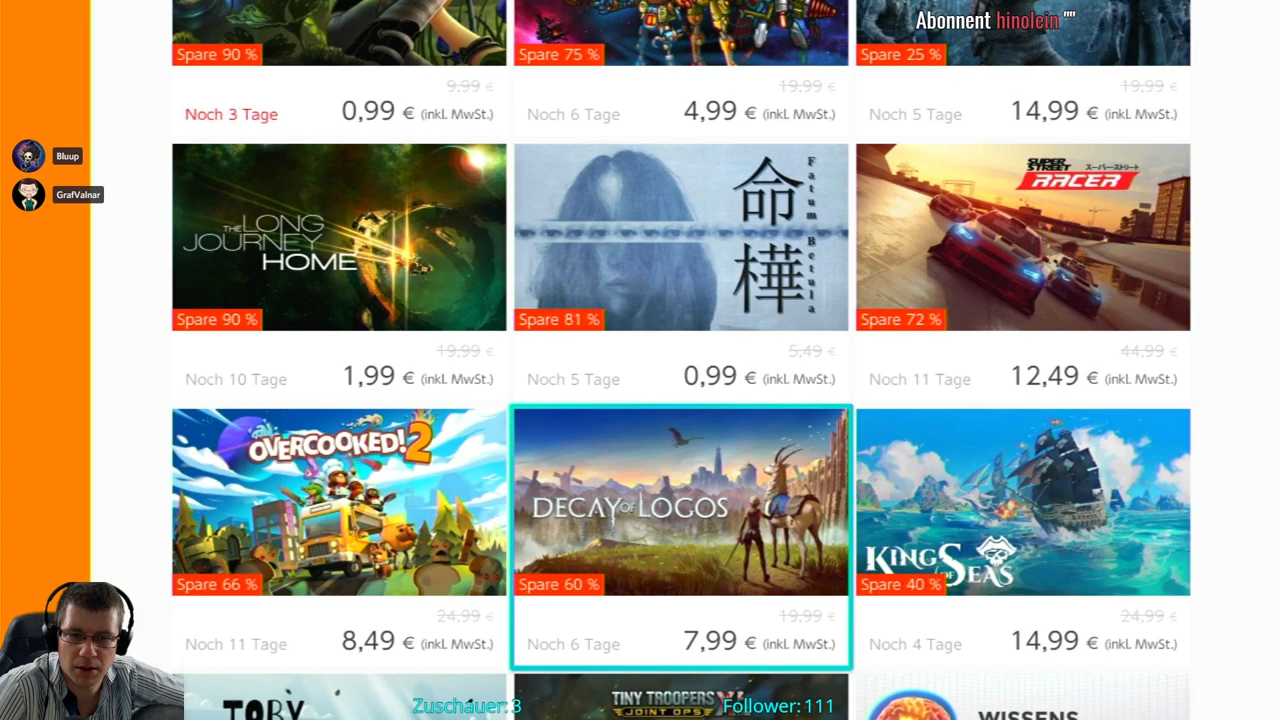 Abonnent hinolein ""
Spare 90 %
Spare 75 %
Spare 25 %
9,99 €
Noch 3 Tage 0,99 € (inkl. MwSt.)
19,99 €
Noch 6 Tage 4,99 € (inkl. MwSt.)
19,99 €
Noch 5 Tage 14,99 € (inkl. MwSt.)
Bluup
GrafValnar
THE LONG
JOURNEY
HOME
Spare 90 %
命樺
Fatum Betula
Spare 81 %
SUPER
STREET
スーパーストリート
RACER
Spare 72 %
19,99 €
Noch 10 Tage 1,99 € (inkl. MwSt.)
5,49 €
Noch 5 Tage 0,99 € (inkl. MwSt.)
44,99 €
Noch 11 Tage 12,49 € (inkl. MwSt.)
OVERCOOKED! 2
Spare 66 %
DECAY OF LOGOS
Spare 60 %
KING OF SEAS
Spare 40 %
24,99 €
Noch 11 Tage 8,49 € (inkl. MwSt.)
19,99 €
Noch 6 Tage 7,99 € (inkl. MwSt.)
24,99 €
Noch 4 Tage 14,99 € (inkl. MwSt.)
TOBY
TINY TROOPERS XL
JOINT OPS
WISSENS
Zuschauer: 3
Follower: 111